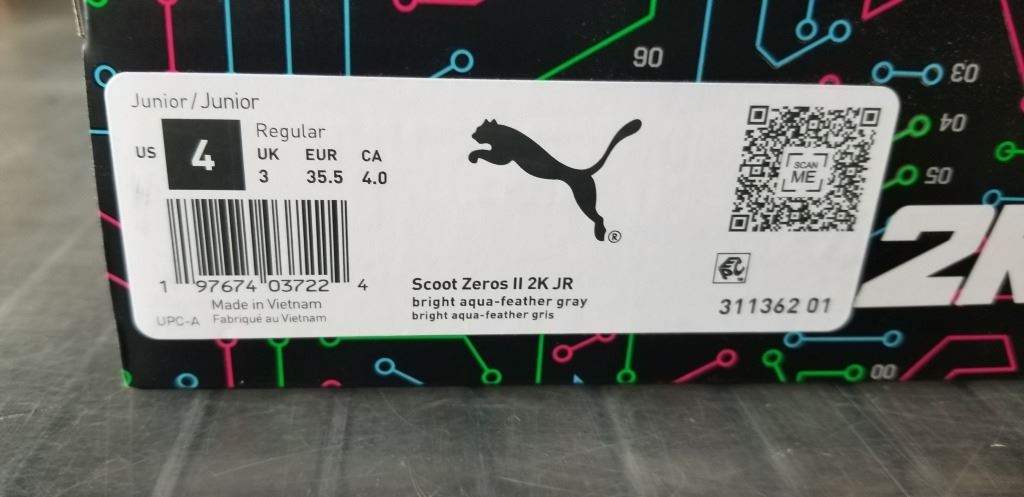 06
03
04
05
Junior/Junior
US 4
Regular
UK EUR CA
3 35.5 4.0
SCAN
ME
®
1 97674 03722 4
Made in Vietnam
UPC-A Fabriqué au Vietnam
Scoot Zeros II 2K JR
bright aqua-feather gray
bright aqua-feather gris
311362 01
2K
00